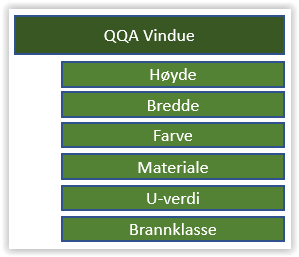 QQA Vindue
Høyde
Bredde
Farve
Materiale
U-verdi
Brannklasse